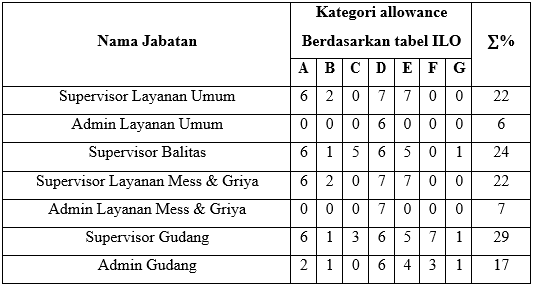 Nama Jabatan
Kategori allowance
Berdasarkan tabel ILO
∑%
A B C D E F G
Supervisor Layanan Umum 6 2 0 7 7 0 0 22
Admin Layanan Umum 0 0 0 6 0 0 0 6
Supervisor Balitas 6 1 5 6 5 0 1 24
Supervisor Layanan Mess & Griya 6 2 0 7 7 0 0 22
Admin Layanan Mess & Griya 0 0 0 7 0 0 0 7
Supervisor Gudang 6 1 3 6 5 7 1 29
Admin Gudang 2 1 0 6 4 3 1 17